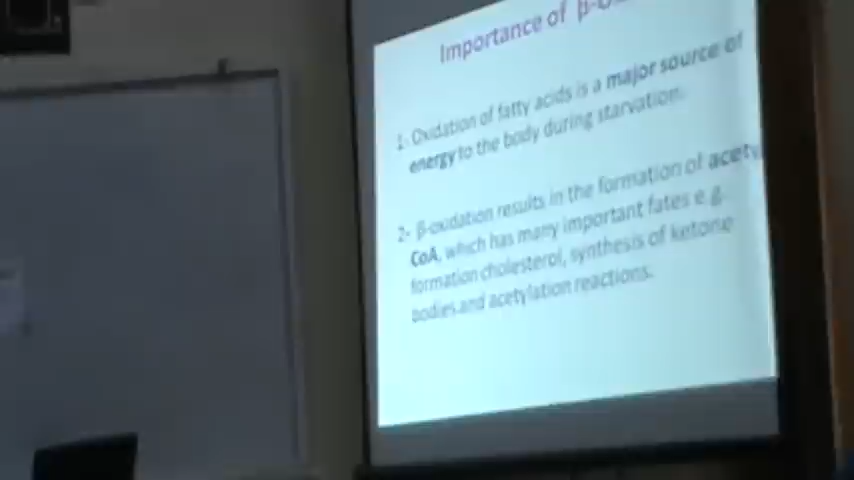 Importance of β-
1- Oxidation of fatty acids is a major source of
energy to the body during starvation.
2- β-oxidation results in the formation of acety
CoA, which has many important fates e.g.
formation cholesterol, synthesis of ketone
bodies and acetylation reactions.